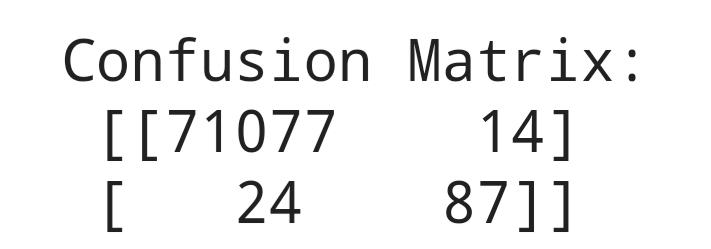 Confusion Matrix:
[[71077    14]
[   24    87]]